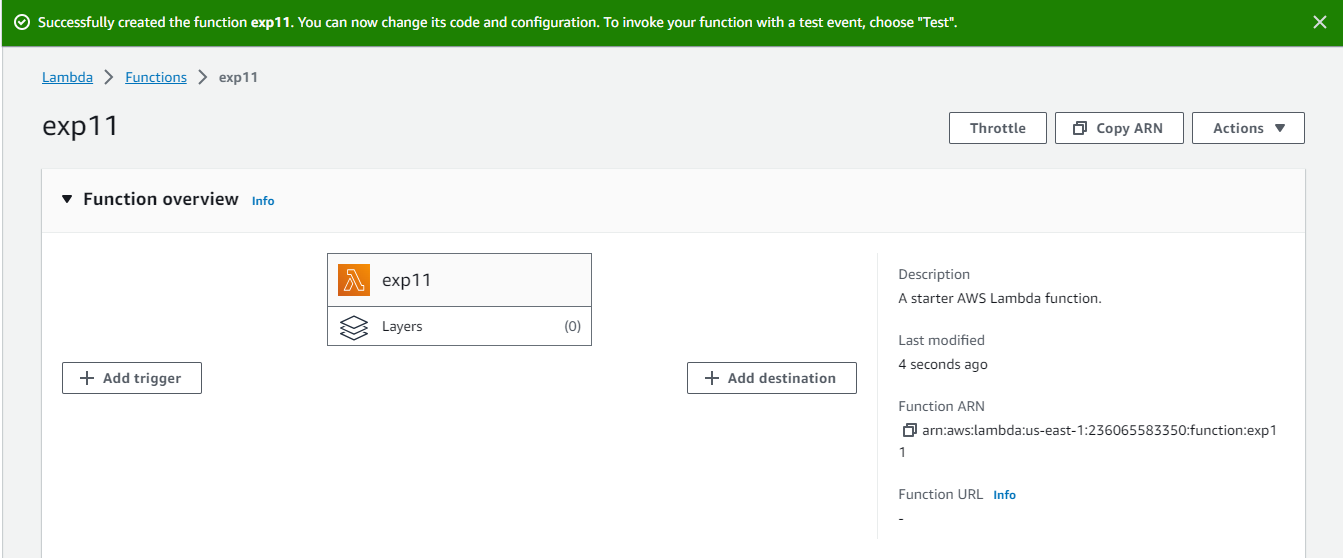 Successfully created the function exp11. You can now change its code and configuration. To invoke your function with a test event, choose "Test".
Lambda
Functions
exp11
exp11
Throttle
Copy ARN
Actions
Function overview
Info
exp11
Layers
(0)
Add trigger
Add destination
Description
A starter AWS Lambda function.
Last modified
4 seconds ago
Function ARN
arn:aws:lambda:us-east-1:236065583350:function:exp1
1
Function URL
Info
-